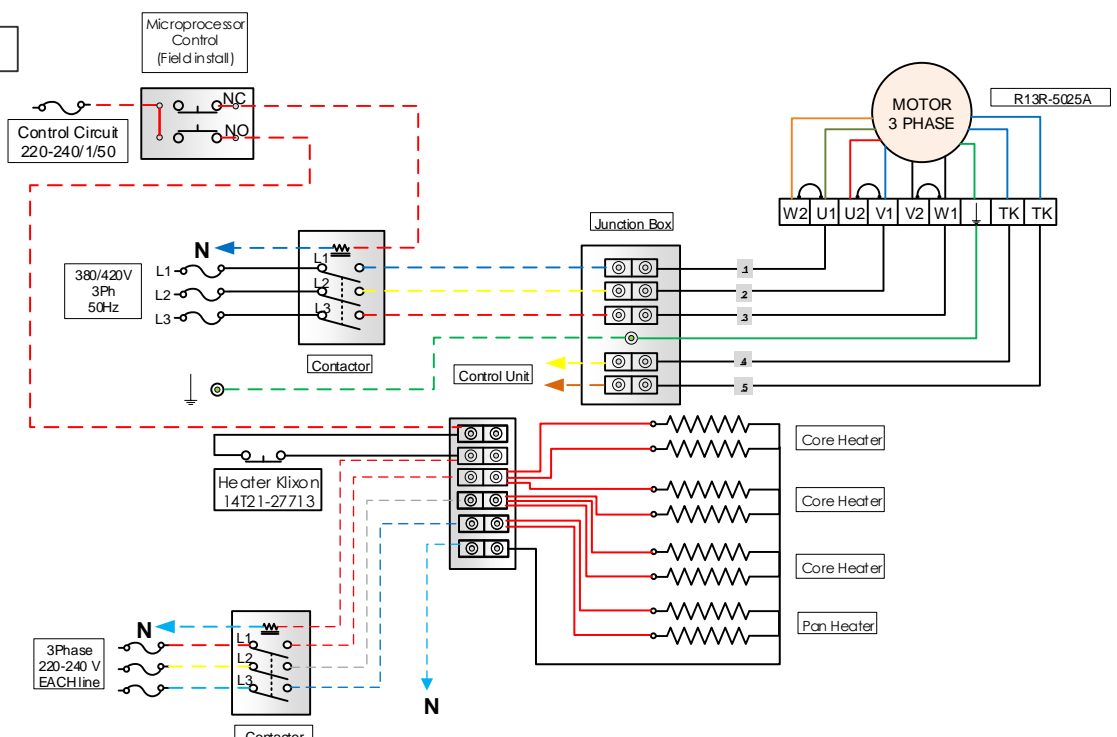 Microprocessor
Control
(Field install)
NC
NO
Control Circuit
220-240/1/50
MOTOR
3 PHASE
R13R-5025A
W2 U1 U2 V1 V2 W1 TK TK
Junction Box
N
380/420V
3Ph
50Hz
L1
L2
L3
L1
L2
L3
Contactor
.1
.2
.3
.4
.5
Control Unit
Heater Klixon
14T21-27713
Core Heater
Core Heater
Core Heater
Pan Heater
N
3Phase
220-240 V
EACH line
L1
L2
L3
N
Contactor